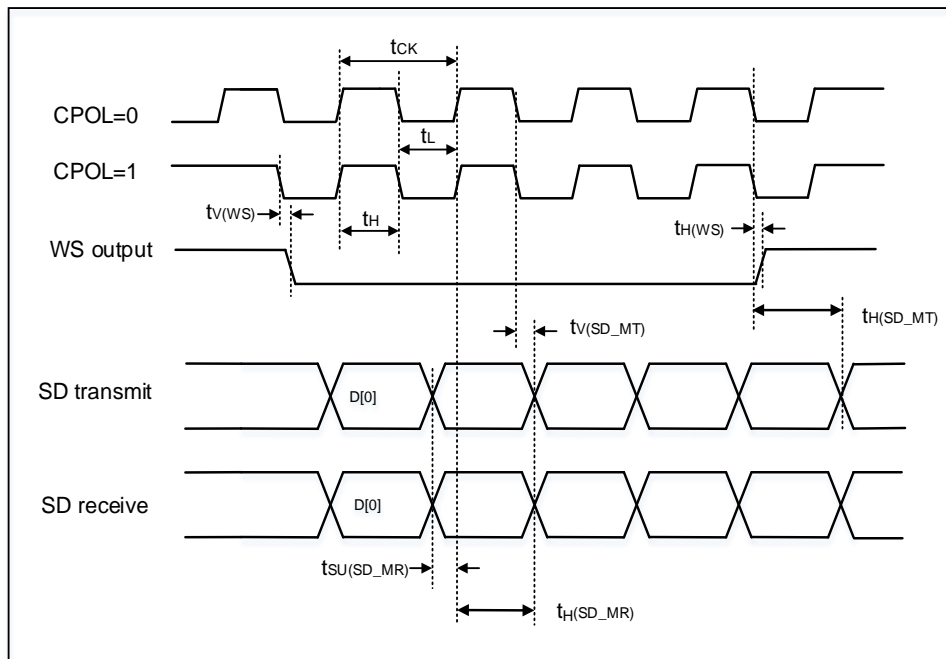 tCK
CPOL=0
tL
CPOL=1
tV(WS)
tH
tH(WS)
WS output
tV(SD_MT)
tH(SD_MT)
SD transmit
D[0]
SD receive
D[0]
tSU(SD_MR)
tH(SD_MR)